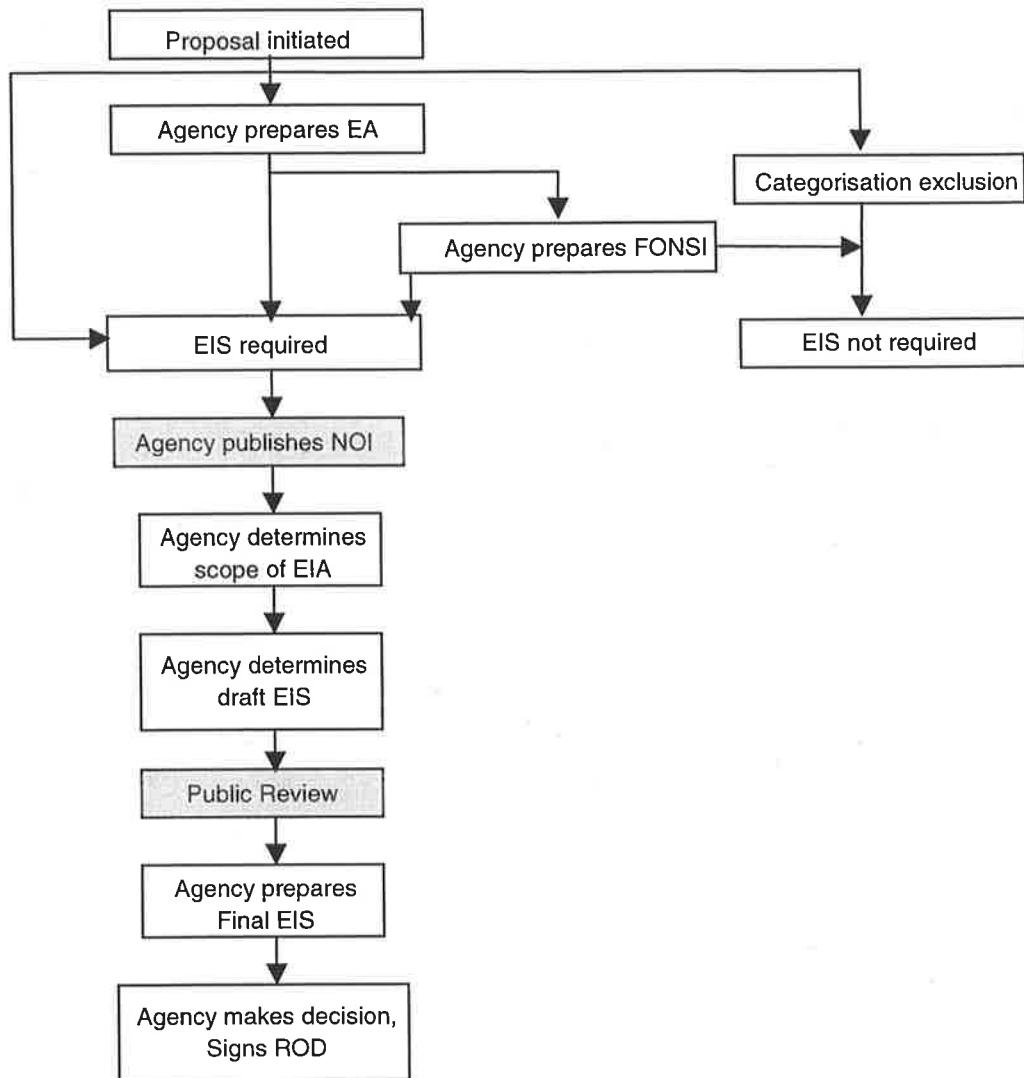 Proposal initiated
Agency prepares EA
Categorisation exclusion
Agency prepares FONSI
EIS required
EIS not required
Agency publishes NOI
Agency determines
scope of EIA
Agency determines
draft EIS
Public Review
Agency prepares
Final EIS
Agency makes decision,
Signs ROD